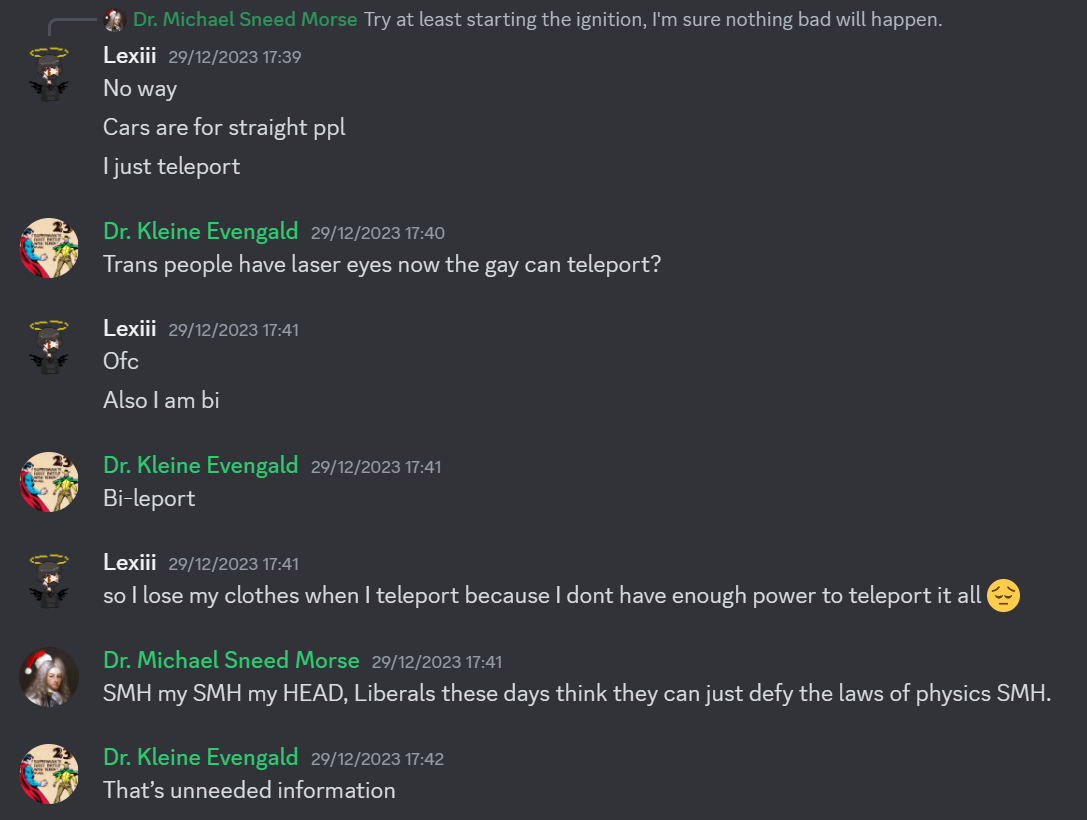 Dr. Michael Sneed Morse Try at least starting the ignition, I'm sure nothing bad will happen.
Lexiii 29/12/2023 17:39
No way
Cars are for straight ppl
I just teleport
Dr. Kleine Evengald 29/12/2023 17:40
Trans people have laser eyes now the gay can teleport?
Lexiii 29/12/2023 17:41
Ofc
Also I am bi
Dr. Kleine Evengald 29/12/2023 17:41
Bi-leport
Lexiii 29/12/2023 17:41
so I lose my clothes when I teleport because I dont have enough power to teleport it all 😔
Dr. Michael Sneed Morse 29/12/2023 17:41
SMH my SMH my HEAD, Liberals these days think they can just defy the laws of physics SMH.
Dr. Kleine Evengald 29/12/2023 17:42
That’s unneeded information